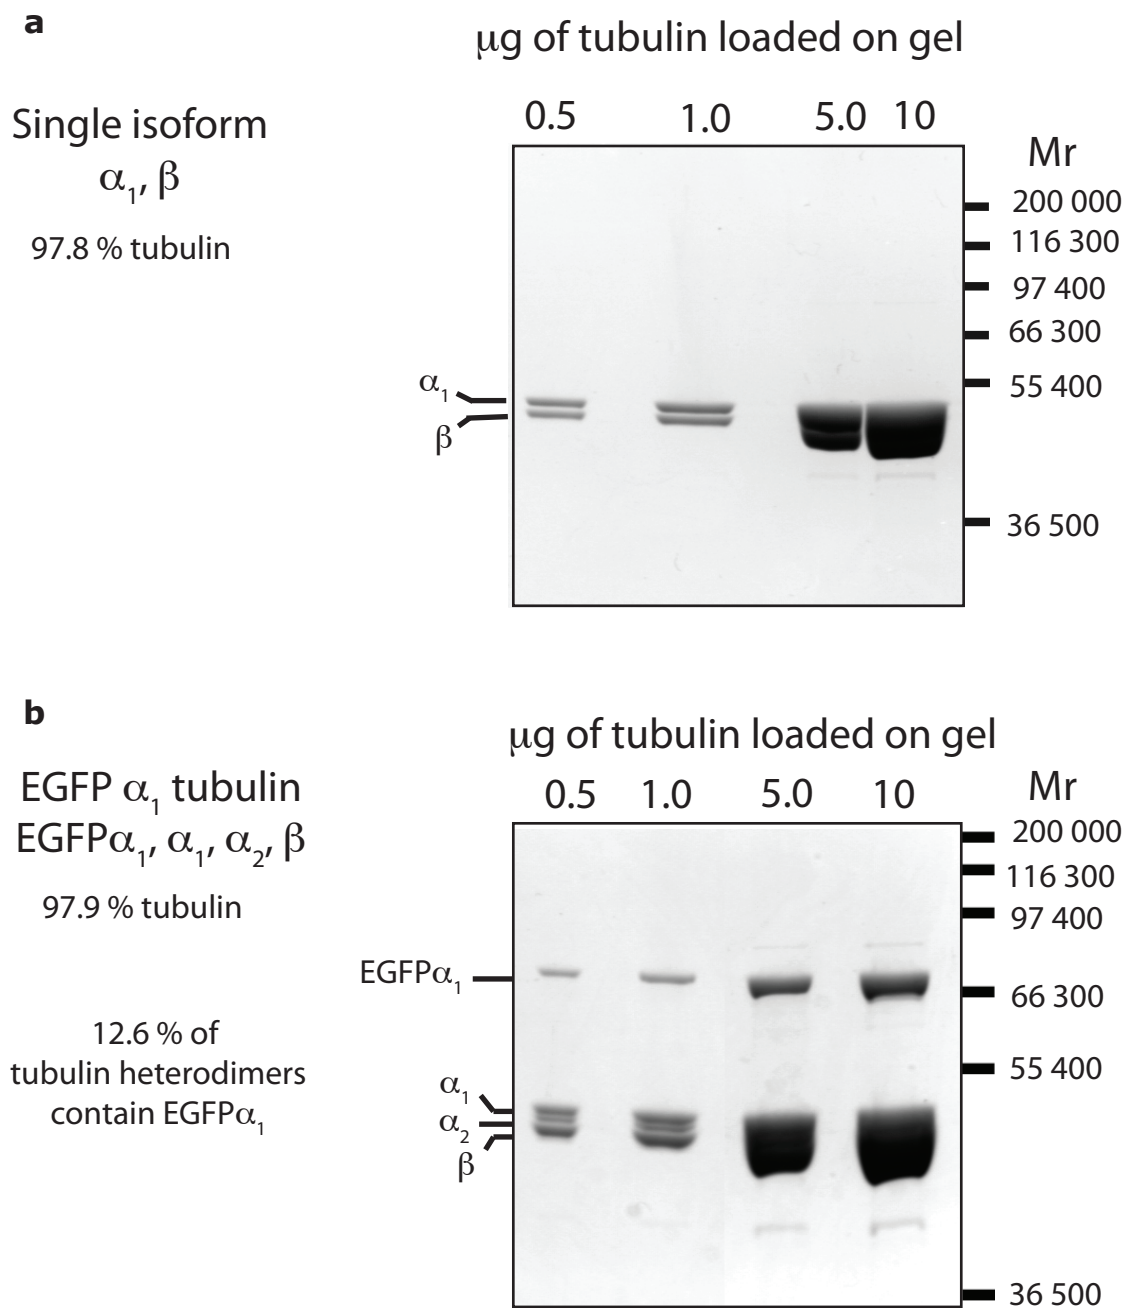 a
μg of tubulin loaded on gel
Single isoform
α1, β
97.8 % tubulin
0.5 1.0 5.0 10
Mr
200 000
116 300
97 400
66 300
55 400
36 500
α1
β
b
μg of tubulin loaded on gel
EGFP α1 tubulin
EGFPα1, α1, α2, β
97.9 % tubulin
12.6 % of
tubulin heterodimers
contain EGFPα1
0.5 1.0 5.0 10
Mr
200 000
116 300
97 400
66 300
55 400
36 500
EGFPα1
α1
α2
β